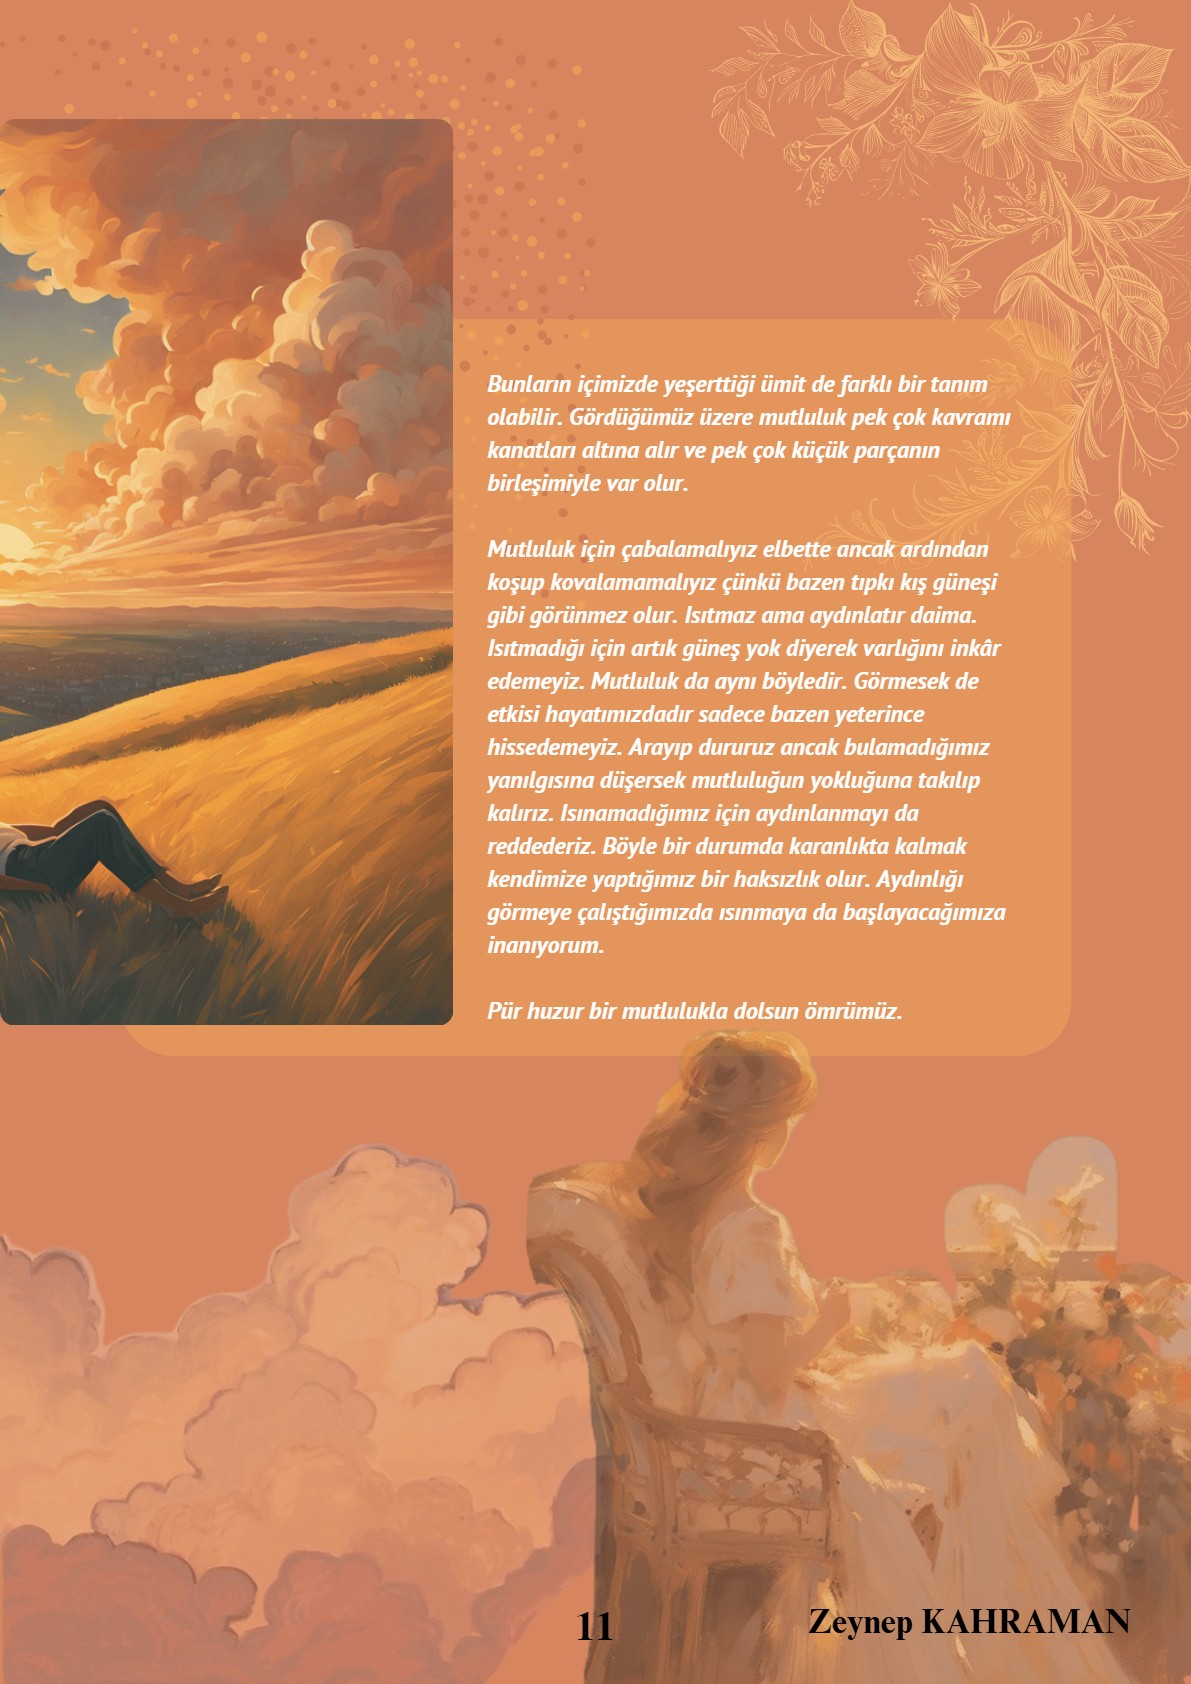 Bunların içimizde yeşerttiği ümit de farklı bir tanım
olabilir. Gördüğümüz üzere mutluluk pek çok kavramı
kanatları altına alır ve pek çok küçük parçanın
birleşimiyle var olur.
Mutluluk için çabalamalıyız elbette ancak ardından
koşup kovalamamalıyız çünkü bazen tıpkı kış güneşi
gibi görünmez olur. Isıtmaz ama aydınlatır daima.
Isıtmadığı için artık güneş yok diyerek varlığını inkâr
edemeyiz. Mutluluk da aynı böyledir. Görmesek de
etkisi hayatımızdadır sadece bazen yeterince
hissedemeyiz. Arayıp dururuz ancak bulamadığımız
yanılgısına düşersek mutluluğun yokluğuna takılıp
kalırız. Isınamadığımız için aydınlanmayı da
reddederiz. Böyle bir durumda karanlıkta kalmak
kendimize yaptığımız bir haksızlık olur. Aydınlığı
görmeye çalıştığımızda ısınmaya da başlayacağımıza
inanıyorum.
Pür huzur bir mutlulukla dolsun ömrümüz.
11
Zeynep KAHRAMAN